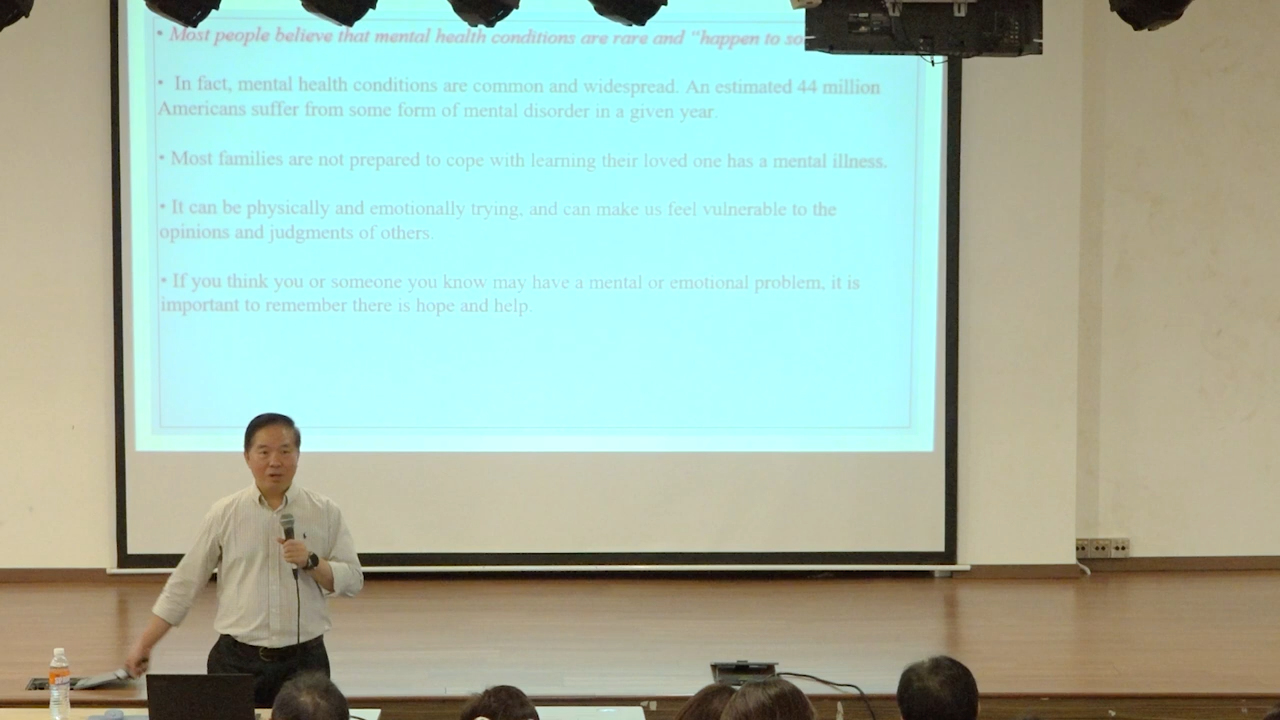 • Most people believe that mental health conditions are rare and “happen to
• In fact, mental health conditions are common and widespread. An estimated 44 million
Americans suffer from some form of mental disorder in a given year.
• Most families are not prepared to cope with learning their loved one has a mental illness.
• It can be physically and emotionally trying, and can make us feel vulnerable to the
opinions and judgments of others.
• If you think you or someone you know may have a mental or emotional problem, it is
important to remember there is hope and help.